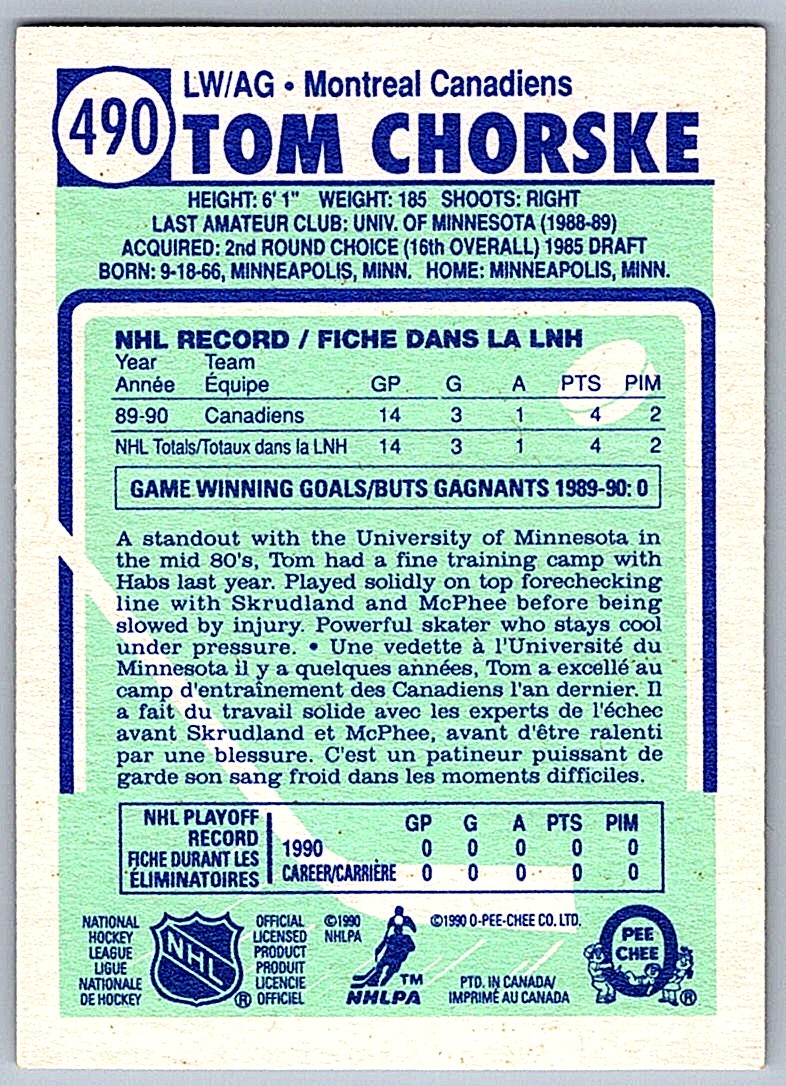 490
LW/AG • Montreal Canadiens
TOM CHORSKE
HEIGHT: 6' 1" WEIGHT: 185 SHOOTS: RIGHT
LAST AMATEUR CLUB: UNIV. OF MINNESOTA (1988-89)
ACQUIRED: 2nd ROUND CHOICE (16th OVERALL) 1985 DRAFT
BORN: 9-18-66, MINNEAPOLIS, MINN. HOME: MINNEAPOLIS, MINN.
NHL RECORD / FICHE DANS LA LNH
Year Team
Année Équipe GP G A PTS PIM
89-90 Canadiens 14 3 1 4 2
NHL Totals/Totaux dans la LNH 14 3 1 4 2
GAME WINNING GOALS/BUTS GAGNANTS 1989-90: 0
A standout with the University of Minnesota in
the mid 80's, Tom had a fine training camp with
Habs last year. Played solidly on top forechecking
line with Skrudland and McPhee before being
slowed by injury. Powerful skater who stays cool
under pressure. • Une vedette à l'Université du
Minnesota il y a quelques années, Tom a excellé au
camp d'entraînement des Canadiens l'an dernier. Il
a fait du travail solide avec les experts de l'échec
avant Skrudland et McPhee, avant d'être ralenti
par une blessure. C'est un patineur puissant de
garde son sang froid dans les moments difficiles.
NHL PLAYOFF
RECORD
FICHE DURANT LES
ÉLIMINATOIRES
GP G A PTS PIM
1990 0 0 0 0 0
CAREER/CARRIÈRE 0 0 0 0 0
NATIONAL
HOCKEY
LEAGUE
LIGUE
NATIONALE
DE HOCKEY
NHL
®
OFFICIAL
LICENSED
PRODUCT
PRODUIT
LICENCIE
OFFICIEL
©1990
NHLPA
TM
NHLPA
©1990 O-PEE-CHEE CO. LTD.
PTD. IN CANADA/
IMPRIMÉ AU CANADA
O
PEE
CHEE
®